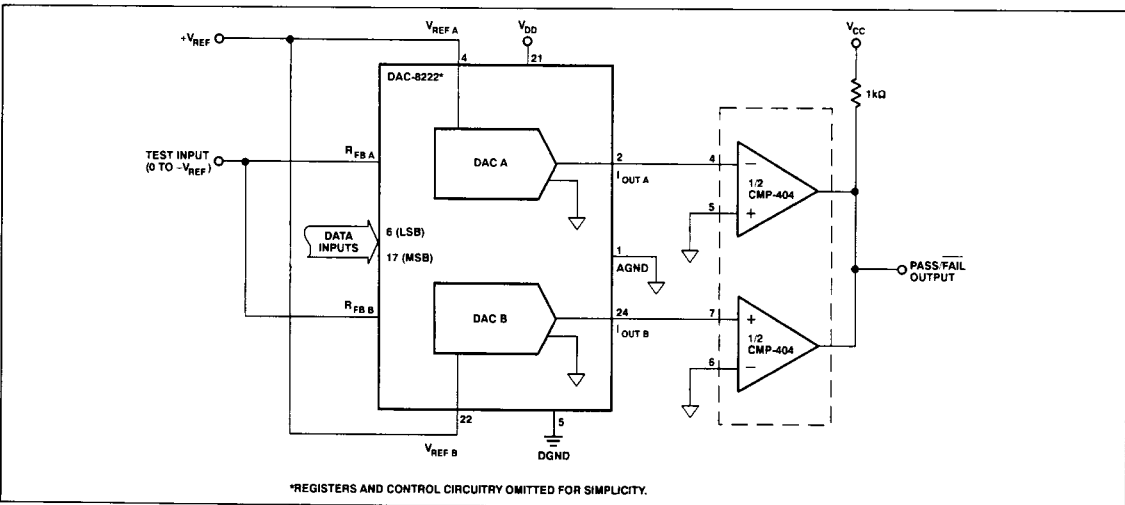 +VREF
VREF A
4
VDD
21
VCC
DAC-8222*
1kΩ
TEST INPUT
(0 TO –VREF)
RFB A
DAC A
2
IOUT A
4
–
1/2
CMP-404
5
+
DATA
INPUTS
6 (LSB)
17 (MSB)
1
AGND
PASS/FAIL
OUTPUT
RFB B
DAC B
24
IOUT B
7
+
1/2
CMP-404
6
–
22
VREF B
5
DGND
*REGISTERS AND CONTROL CIRCUITRY OMITTED FOR SIMPLICITY.